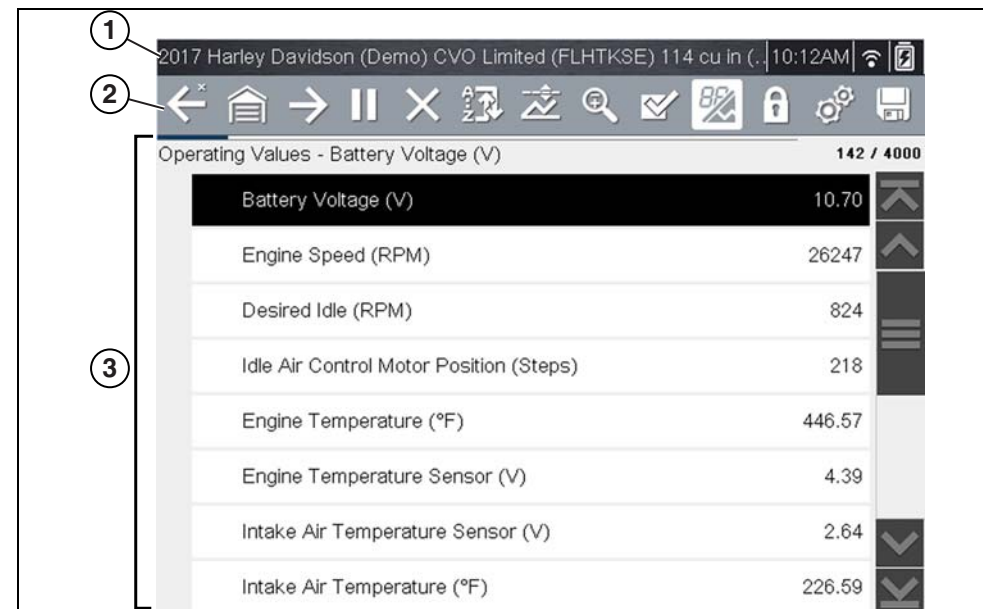 1
2017 Harley Davidson (Demo) CVO Limited (FLHTKSE) 114 cu in (.. 10:12AM
2
Operating Values - Battery Voltage (V) 142 / 4000
Battery Voltage (V) 10.70
Engine Speed (RPM) 26247
Desired Idle (RPM) 824
3
Idle Air Control Motor Position (Steps) 218
Engine Temperature (°F) 446.57
Engine Temperature Sensor (V) 4.39
Intake Air Temperature Sensor (V) 2.64
Intake Air Temperature (°F) 226.59